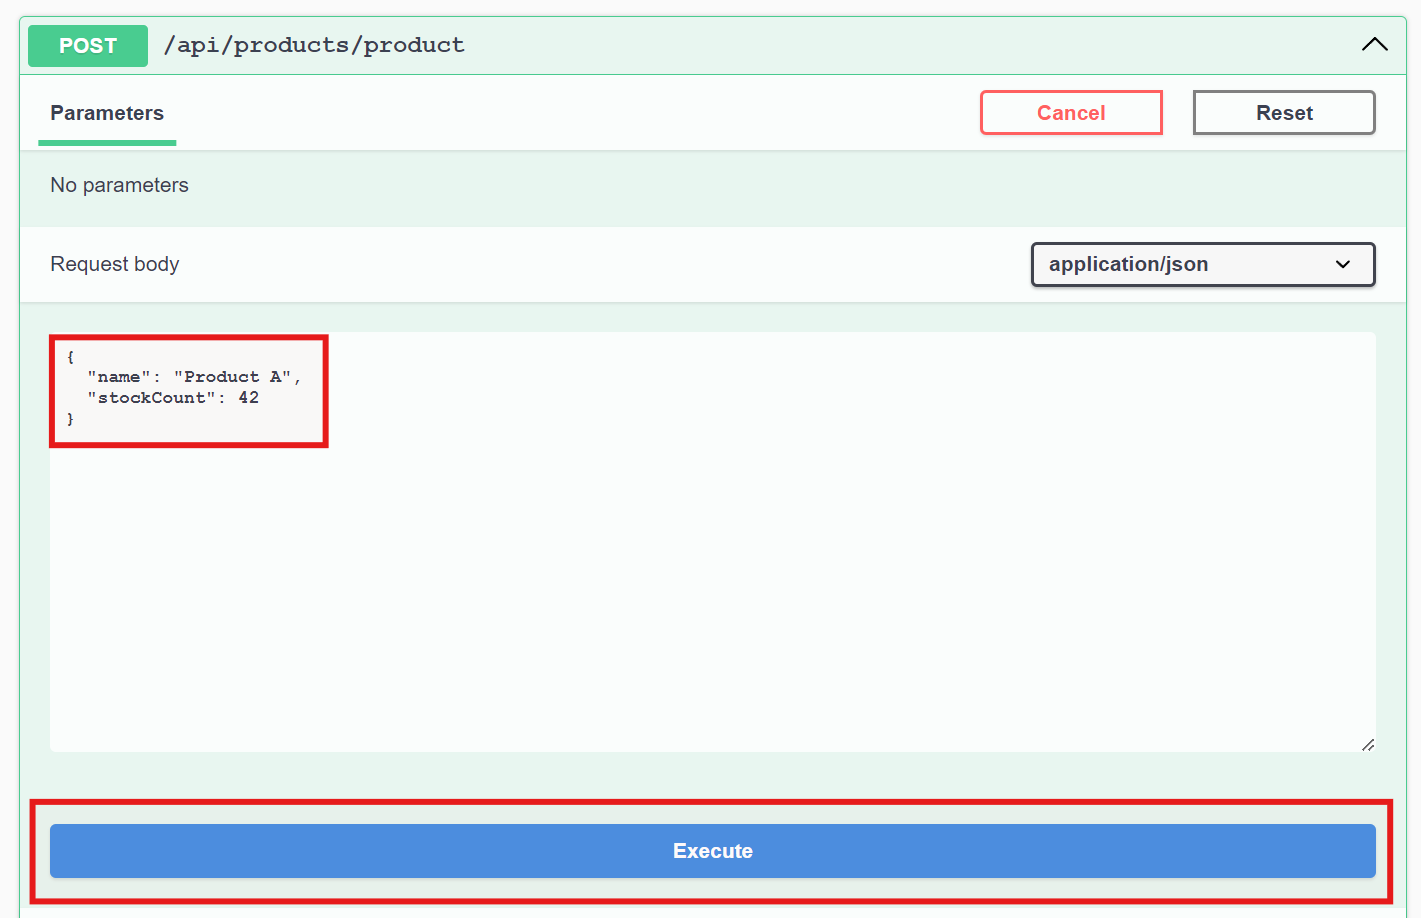 POST /api/products/product
Parameters Cancel Reset
No parameters
Request body application/json
{
  "name": "Product A",
  "stockCount": 42
}
Execute